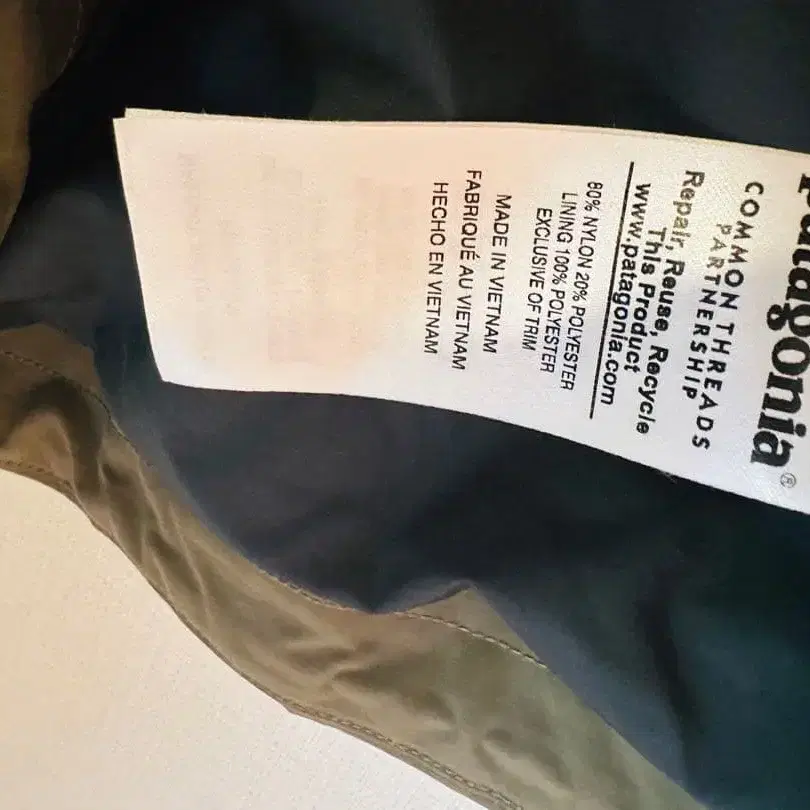 patagonia®
COMMON THREADS
PARTNERSHIP
Repair, Reuse, Recycle
This Product
www.patagonia.com
80% NYLON 20% POLYESTER
LINING 100% POLYESTER
EXCLUSIVE OF TRIM
MADE IN VIETNAM
FABRIQUÉ AU VIETNAM
HECHO EN VIETNAM